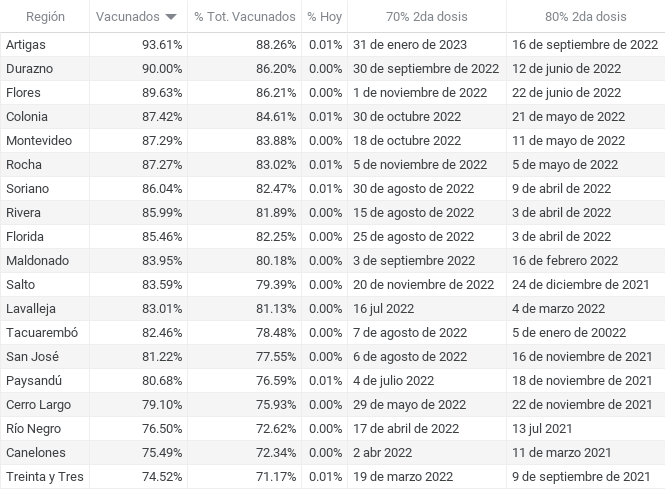 Región Vacunados % Tot. Vacunados % Hoy 70% 2da dosis 80% 2da dosis
Artigas 93.61% 88.26% 0.01% 31 de enero de 2023 16 de septiembre de 2022
Durazno 90.00% 86.20% 0.00% 30 de septiembre de 2022 12 de junio de 2022
Flores 89.63% 86.21% 0.00% 1 de noviembre de 2022 22 de junio de 2022
Colonia 87.42% 84.61% 0.01% 30 de octubre 2022 21 de mayo de 2022
Montevideo 87.29% 83.88% 0.00% 18 de octubre 2022 11 de mayo de 2022
Rocha 87.27% 83.02% 0.01% 5 de noviembre de 2022 5 de mayo de 2022
Soriano 86.04% 82.47% 0.01% 30 de agosto de 2022 9 de abril de 2022
Rivera 85.99% 81.89% 0.00% 15 de agosto de 2022 3 de abril de 2022
Florida 85.46% 82.25% 0.00% 25 de agosto de 2022 3 de abril de 2022
Maldonado 83.95% 80.18% 0.00% 3 de septiembre 2022 16 de febrero 2022
Salto 83.59% 79.39% 0.00% 20 de noviembre de 2022 24 de diciembre de 2021
Lavalleja 83.01% 81.13% 0.00% 16 jul 2022 4 de marzo 2022
Tacuarembó 82.46% 78.48% 0.00% 7 de agosto de 2022 5 de enero de 20022
San José 81.22% 77.55% 0.00% 6 de agosto de 2022 16 de noviembre de 2021
Paysandú 80.68% 76.59% 0.01% 4 de julio 2022 18 de noviembre de 2021
Cerro Largo 79.10% 75.93% 0.00% 29 de mayo de 2022 22 de noviembre de 2021
Río Negro 76.50% 72.62% 0.00% 17 de abril de 2022 13 jul 2021
Canelones 75.49% 72.34% 0.00% 2 abr 2022 11 de marzo 2021
Treinta y Tres 74.52% 71.17% 0.01% 19 de marzo 2022 9 de septiembre de 2021